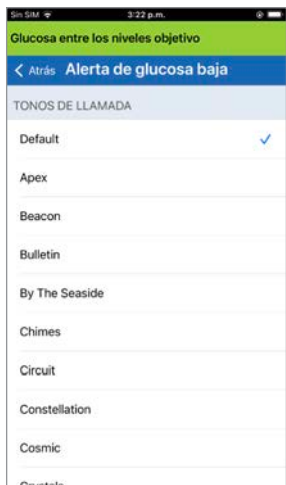 Sin SIM 3:22 p.m.
Glucosa entre los niveles objetivo
Atrás Alerta de glucosa baja
TONOS DE LLAMADA
Default
Apex
Beacon
Bulletin
By The Seaside
Chimes
Circuit
Constellation
Cosmic